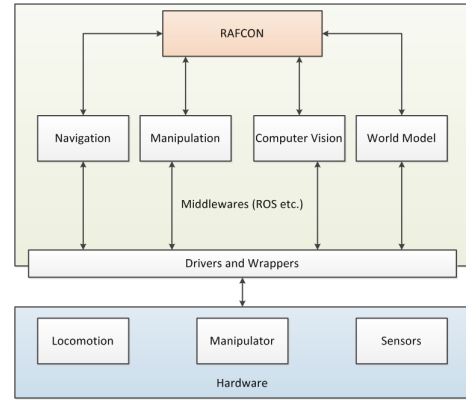 RAFCON
Navigation
Manipulation
Computer Vision
World Model
Middlewares (ROS etc.)
Drivers and Wrappers
Locomotion
Manipulator
Sensors
Hardware